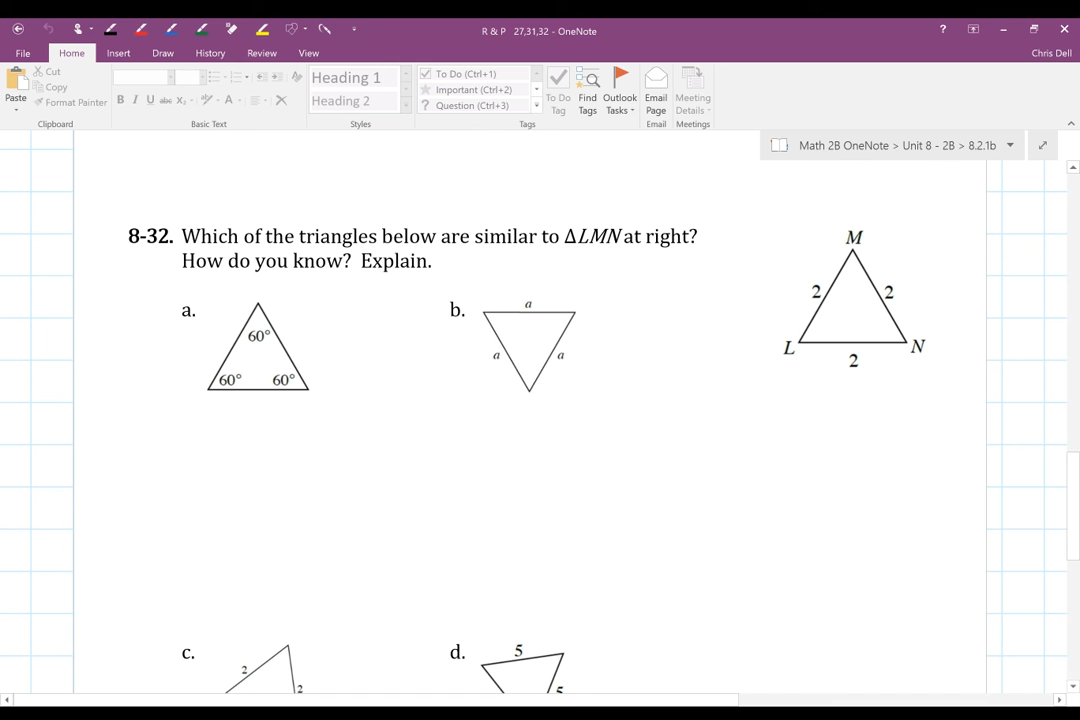 R & P 27,31,32 - OneNote
?
File
Home
Insert
Draw
History
Review
View
Chris Dell
Paste
Cut
Copy
Format Painter
Clipboard
B I U abc X₂ A
Basic Text
Heading 1
Heading 2
Styles
To Do (Ctrl+1)
Important (Ctrl+2)
? Question (Ctrl+3)
To Do
Tag
Find
Tags
Outlook
Tasks
Tags
Email
Page
Email
Meeting
Details
Meetings
Math 2B OneNote > Unit 8 - 2B > 8.2.1b
8-32. Which of the triangles below are similar to ΔLMN at right?
How do you know? Explain.
M
2 2
L N
2
a.
60°
60° 60°
b.
a
a a
c.
2
2
d.
5
5